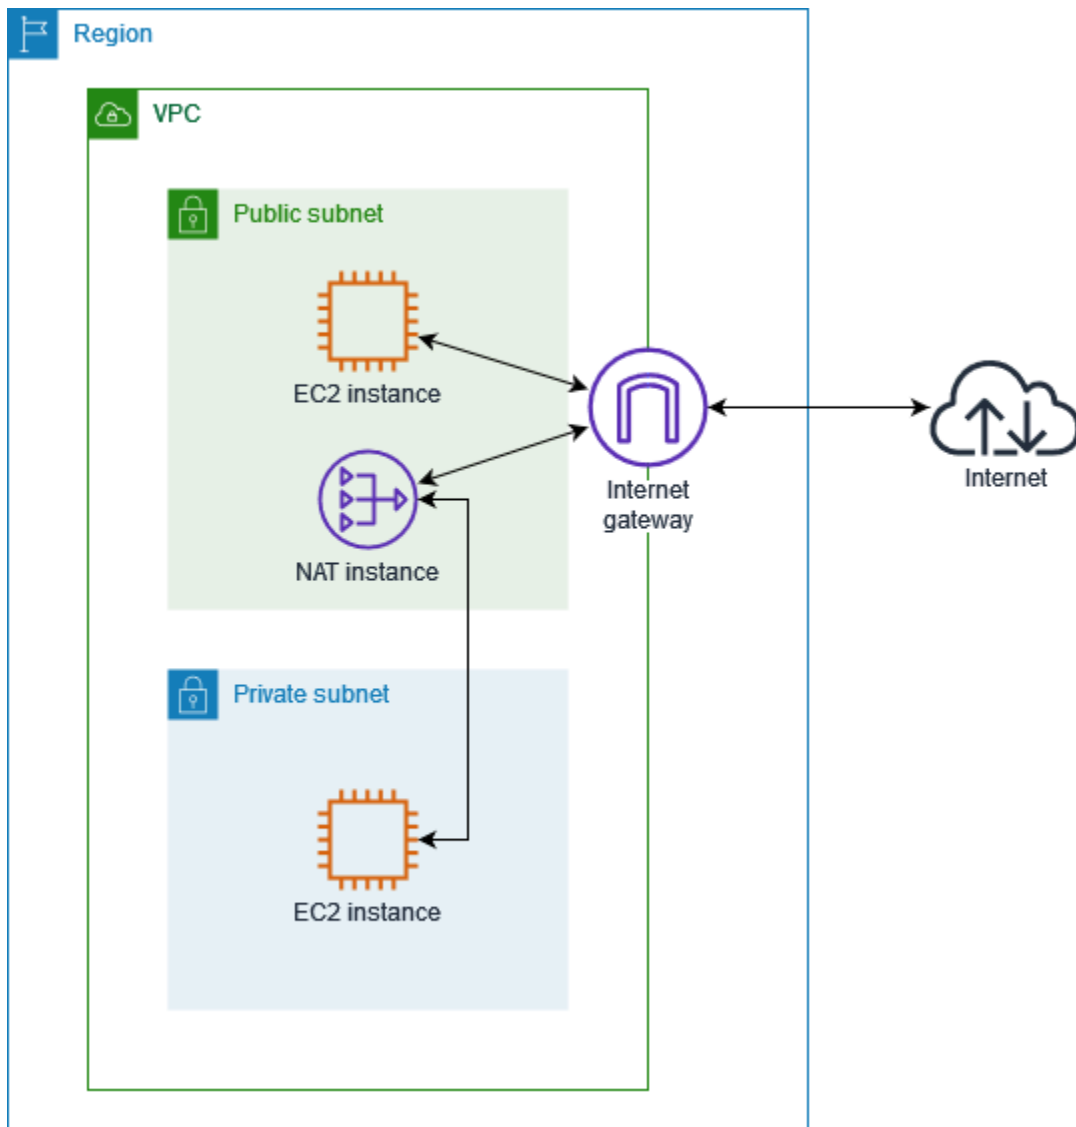 Region
VPC
Public subnet
EC2 instance
NAT instance
Internet
gateway
Internet
Private subnet
EC2 instance